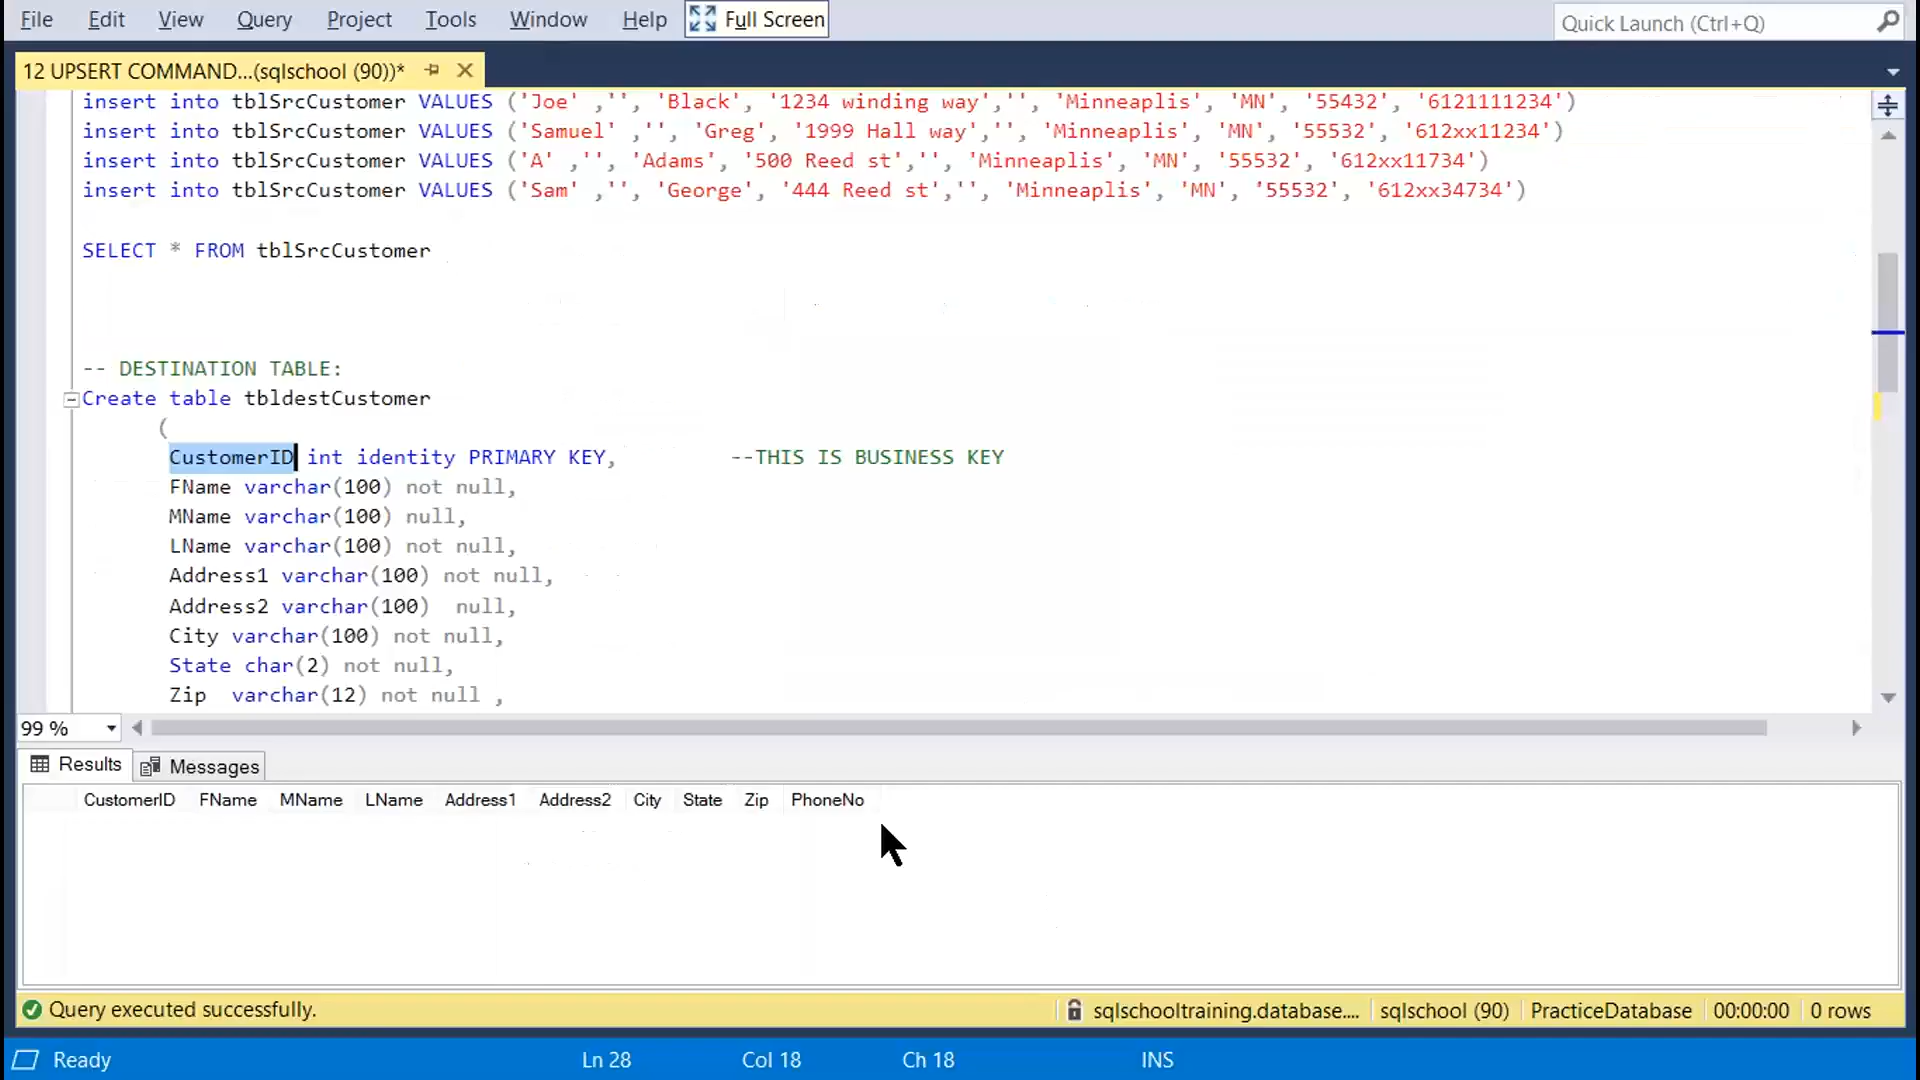 File Edit View Query Project Tools Window Help Full Screen Quick Launch (Ctrl+Q)
12 UPSERT COMMAND...(sqlschool (90))*
insert into tblSrcCustomer VALUES ('Joe' ,'', 'Black', '1234 winding way','', 'Minneaplis', 'MN', '55432', '6121111234')
insert into tblSrcCustomer VALUES ('Samuel' ,'', 'Greg', '1999 Hall way','', 'Minneaplis', 'MN', '55532', '612xx11234')
insert into tblSrcCustomer VALUES ('A' ,'', 'Adams', '500 Reed st','', 'Minneaplis', 'MN', '55532', '612xx11734')
insert into tblSrcCustomer VALUES ('Sam' ,'', 'George', '444 Reed st','', 'Minneaplis', 'MN', '55532', '612xx34734')
SELECT * FROM tblSrcCustomer
-- DESTINATION TABLE:
Create table tbldestCustomer
(
CustomerID int identity PRIMARY KEY, --THIS IS BUSINESS KEY
FName varchar(100) not null,
MName varchar(100) null,
LName varchar(100) not null,
Address1 varchar(100) not null,
Address2 varchar(100) null,
City varchar(100) not null,
State char(2) not null,
Zip varchar(12) not null ,
99 %
Results Messages
CustomerID FName MName LName Address1 Address2 City State Zip PhoneNo
Query executed successfully. sqlschooltraining.database.... sqlschool (90) PracticeDatabase 00:00:00 0 rows
Ready Ln 28 Col 18 Ch 18 INS